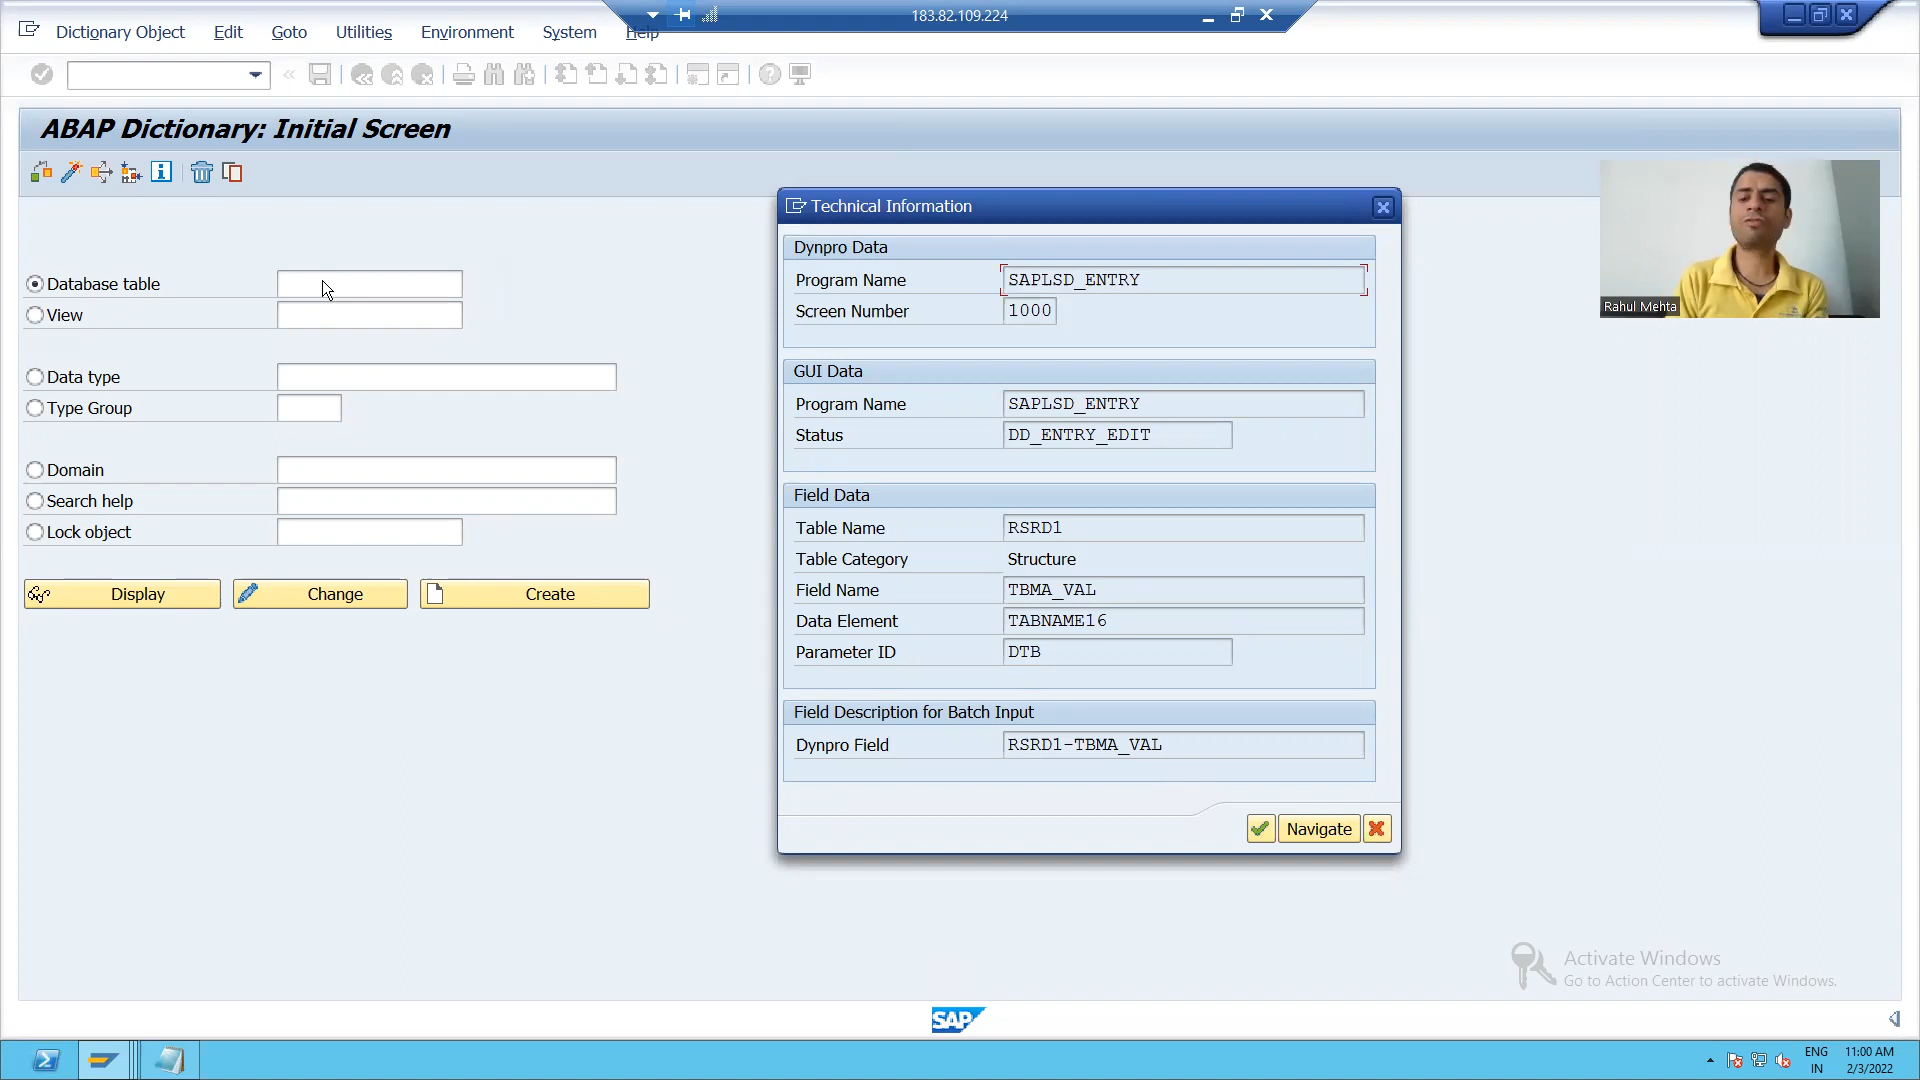 183.82.109.224
Dictionary Object Edit Goto Utilities Environment System Help
ABAP Dictionary: Initial Screen
Database table
View
Data type
Type Group
Domain
Search help
Lock object
Display Change Create
Technical Information
Dynpro Data
Program Name SAPLSD_ENTRY
Screen Number 1000
GUI Data
Program Name SAPLSD_ENTRY
Status DD_ENTRY_EDIT
Field Data
Table Name RSRD1
Table Category Structure
Field Name TBMA_VAL
Data Element TABNAME16
Parameter ID DTB
Field Description for Batch Input
Dynpro Field RSRD1-TBMA_VAL
Navigate
Rahul Mehta
Activate Windows
Go to Action Center to activate Windows.
SAP
ENG 11:00 AM
IN 2/3/2022